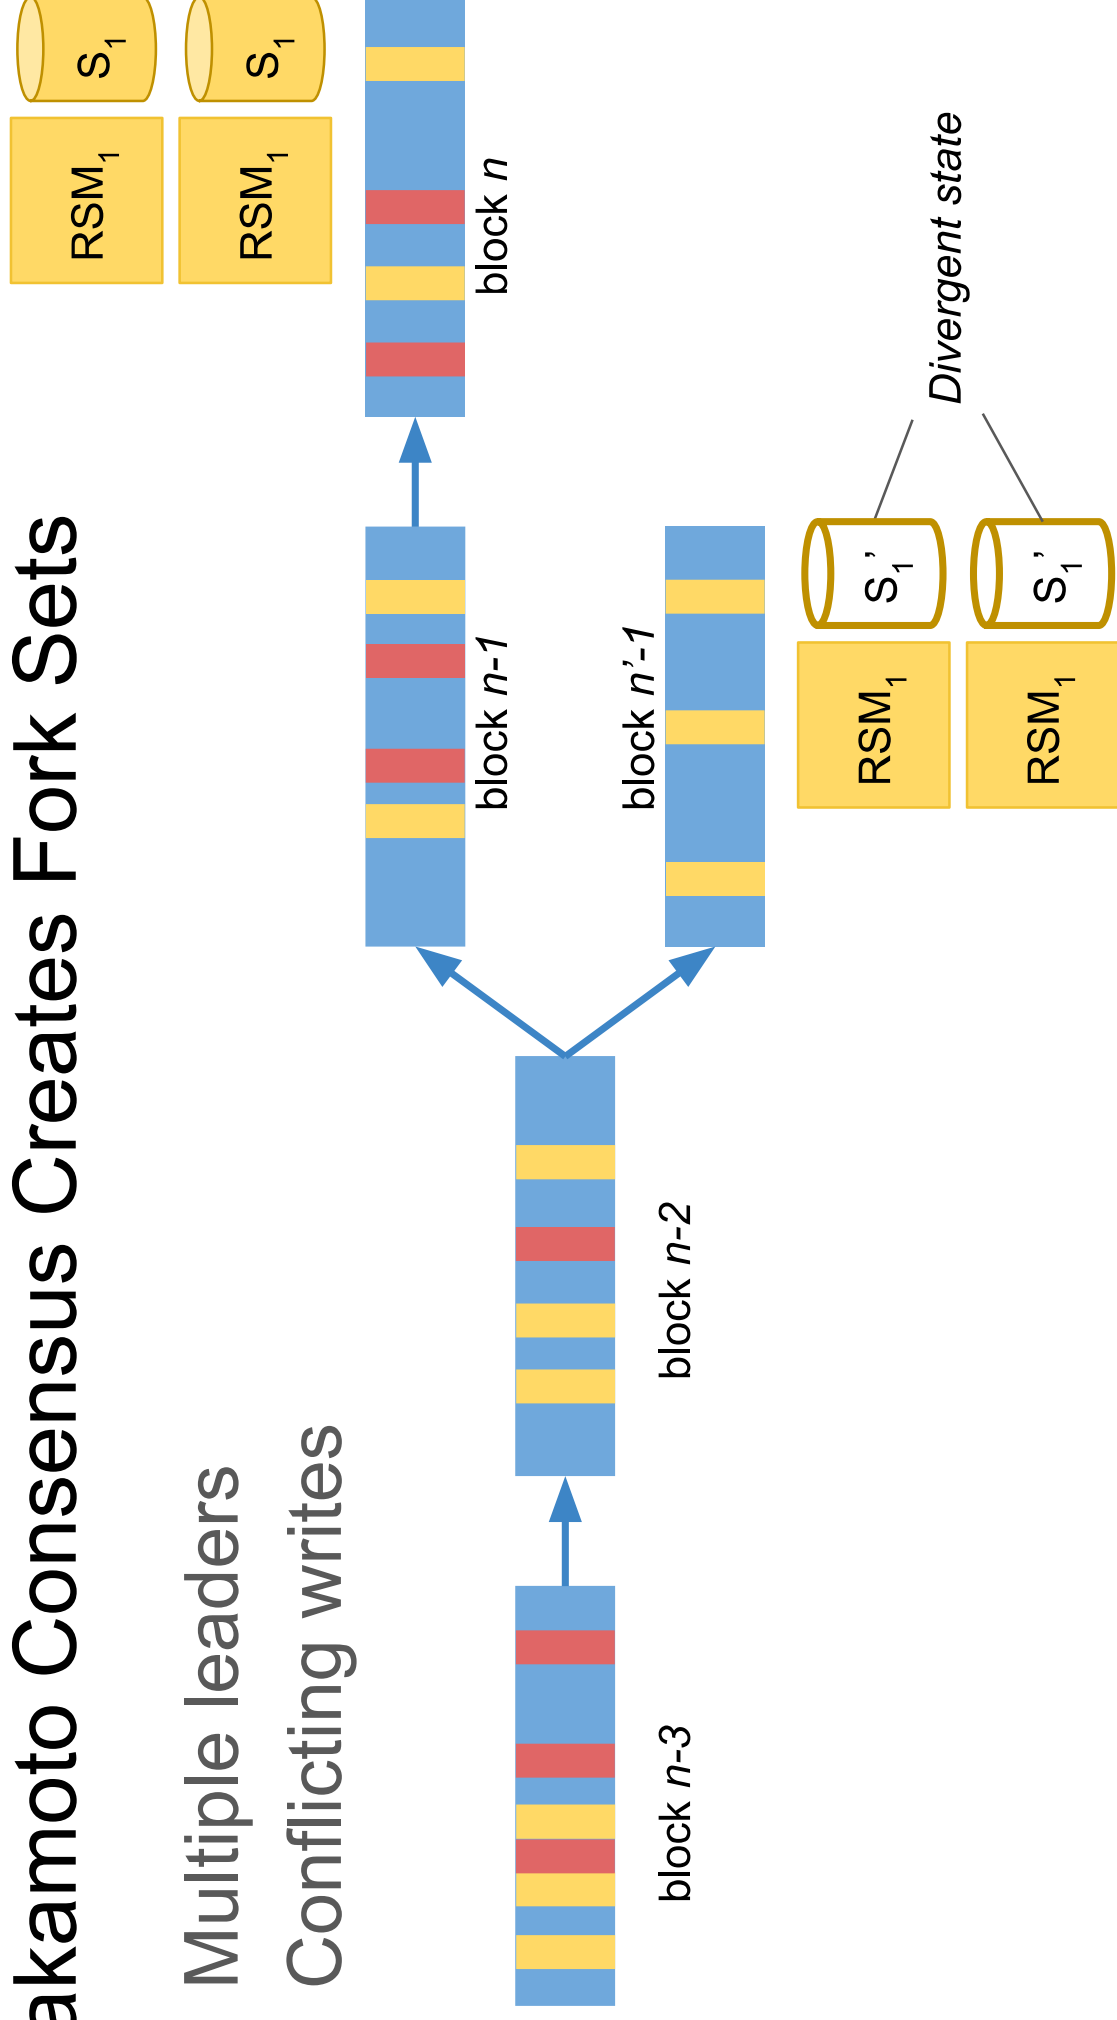 akamoto Consensus Creates Fork Sets
Multiple leaders
Conflicting writes
RSM₁ S₁
RSM₁ S₁
block n
block n-1
block n'-1
block n-2
block n-3
RSM₁ S₁’
RSM₁ S₁’
Divergent state